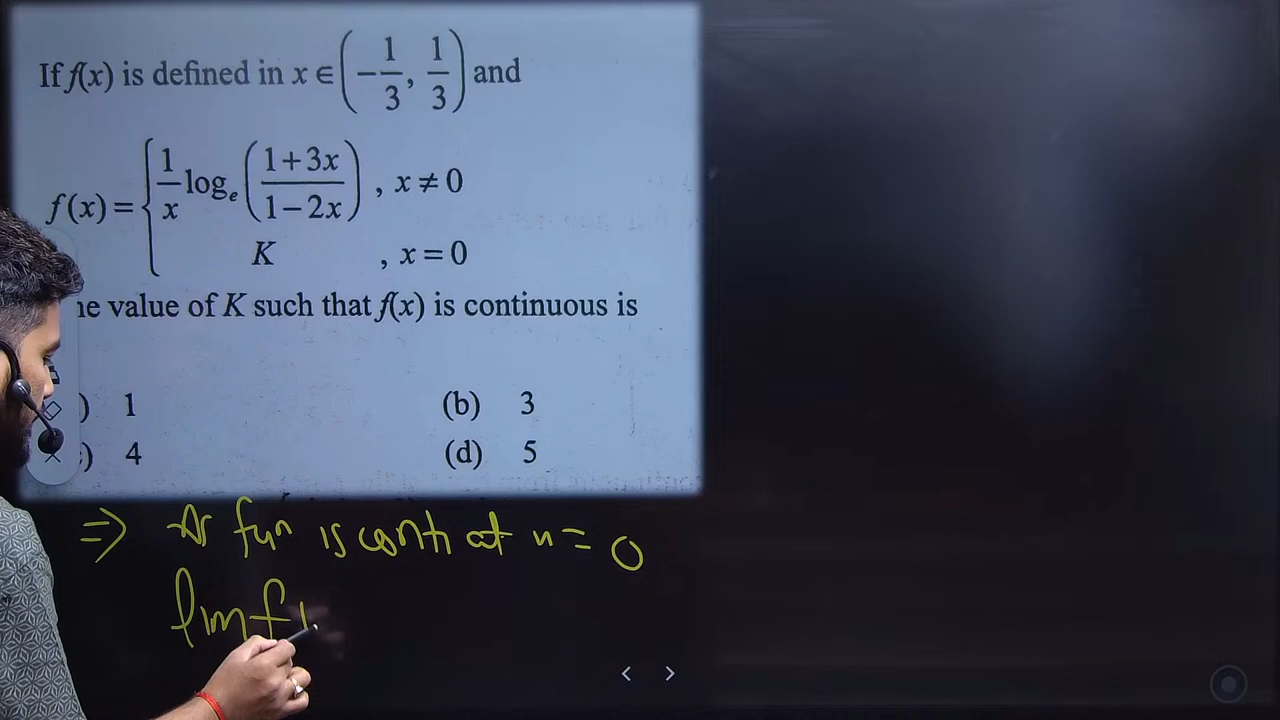 If f(x) is defined in x ∈ (−1/3, 1/3) and
f(x) = { 1/x logₑ((1+3x)/(1−2x)) , x ≠ 0
K , x = 0
value of K such that f(x) is continuous is
) 1 (b) 3
) 4 (d) 5
⇒ As fun is conti at x = 0
lim f